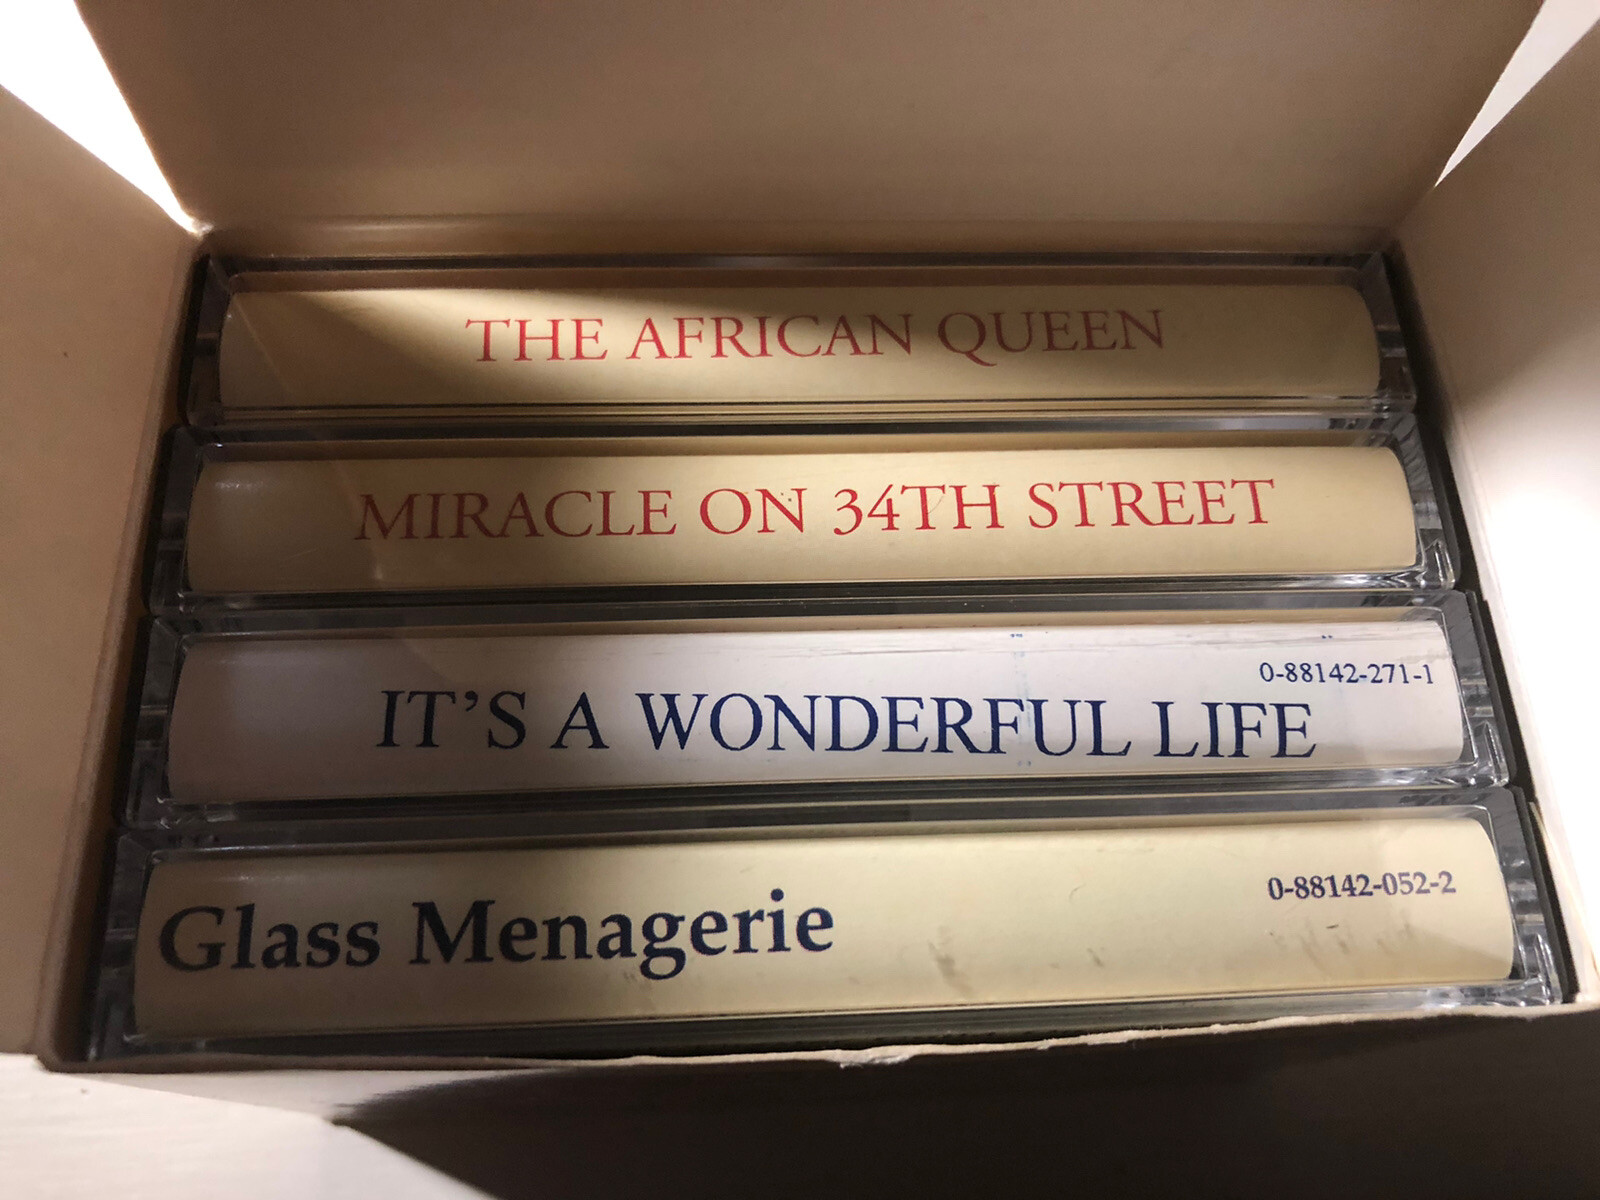 THE AFRICAN QUEEN
MIRACLE ON 34TH STREET
0-88142-271-1
IT'S A WONDERFUL LIFE
0-88142-052-2
Glass Menagerie